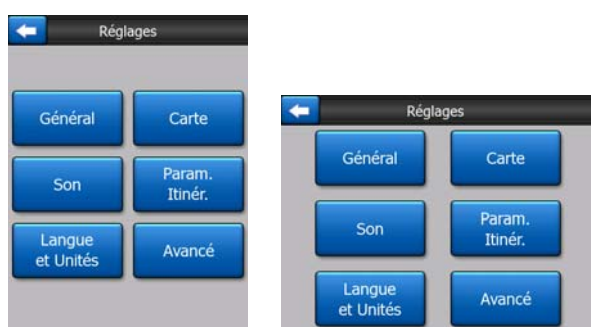 Réglages
Général
Carte
Son
Param.
Itinér.
Langue
et Unités
Avancé
Réglages
Général
Carte
Son
Param.
Itinér.
Langue
et Unités
Avancé